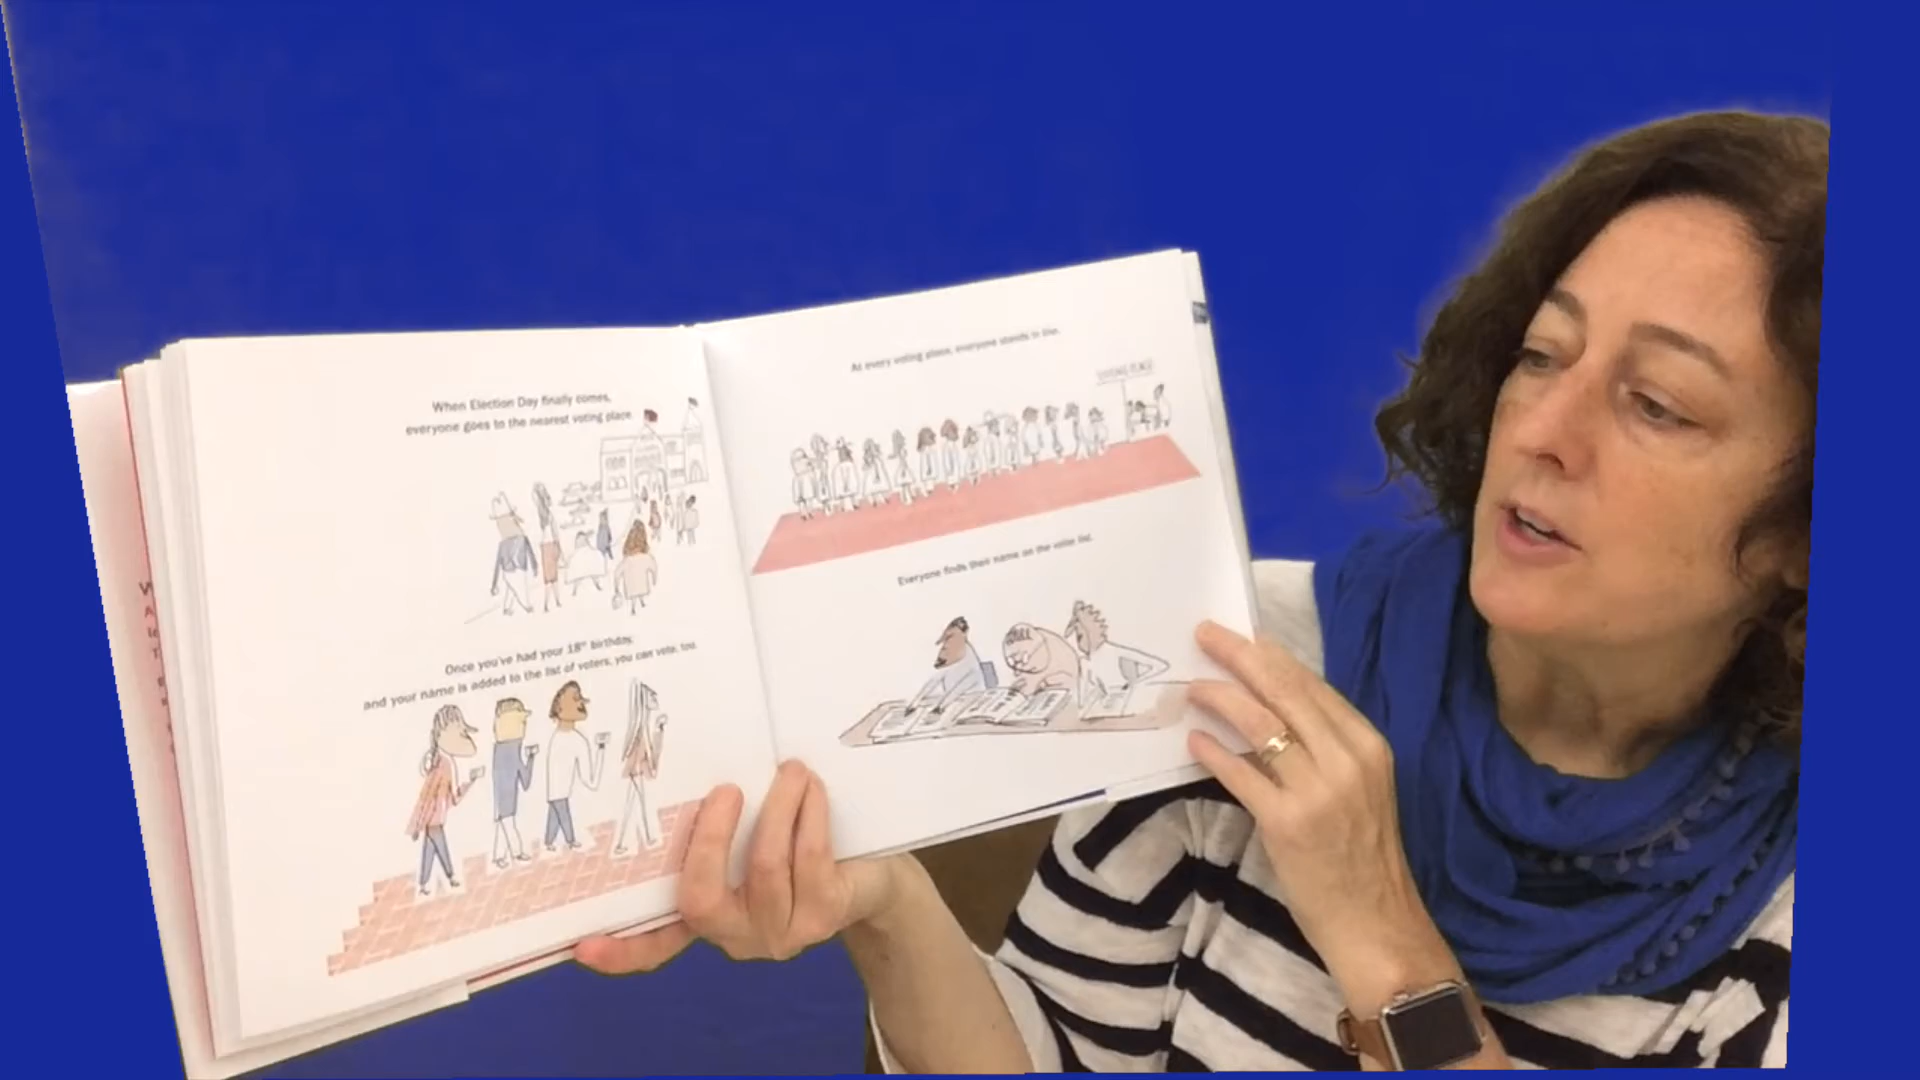 When Election Day finally comes,
everyone goes to the nearest voting place.
Once you've had your 18th birthday,
and your name is added to the list of voters, you can vote, too.
At every voting place, everyone stands in line.
VOTING PLACE
Everyone finds their name on the voter list.